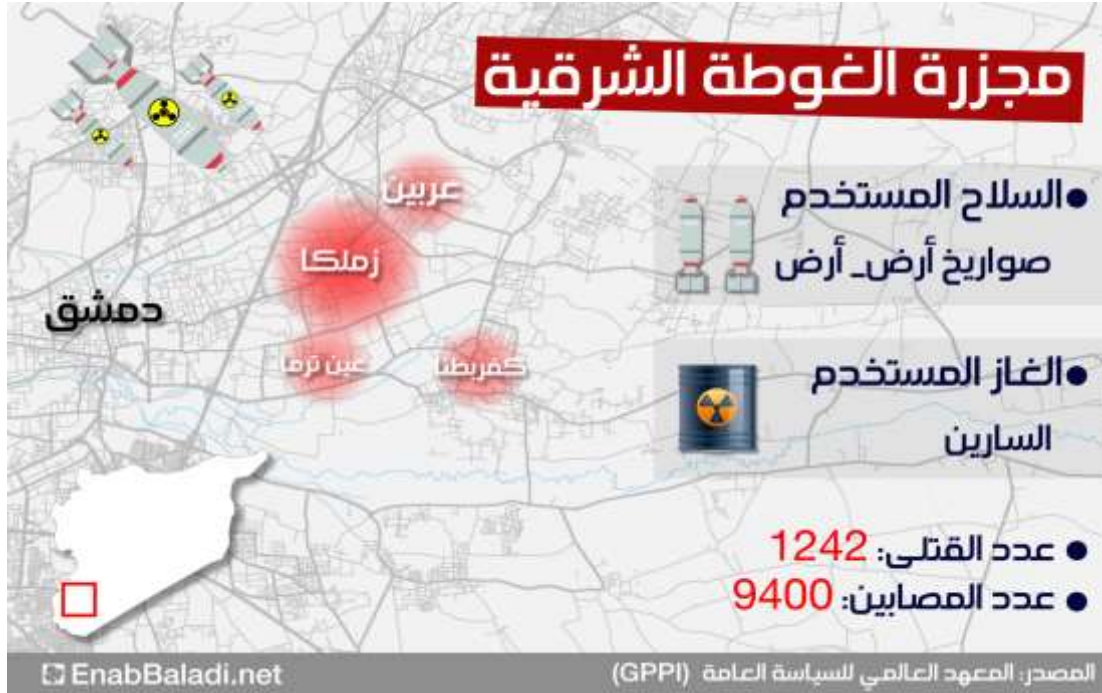 مجزرة الغوطة الشرقية
●السلاح المستخدم
صواريخ أرض_ أرض
●الغاز المستخدم
السارين
● عدد القتلى: 1242
● عدد المصابين: 9400
عربين
زملكا
دمشق
عين ترما
كفربطنا
المصدر: المعهد العالمي للسياسة العامة (GPPI)
EnabBaladi.net